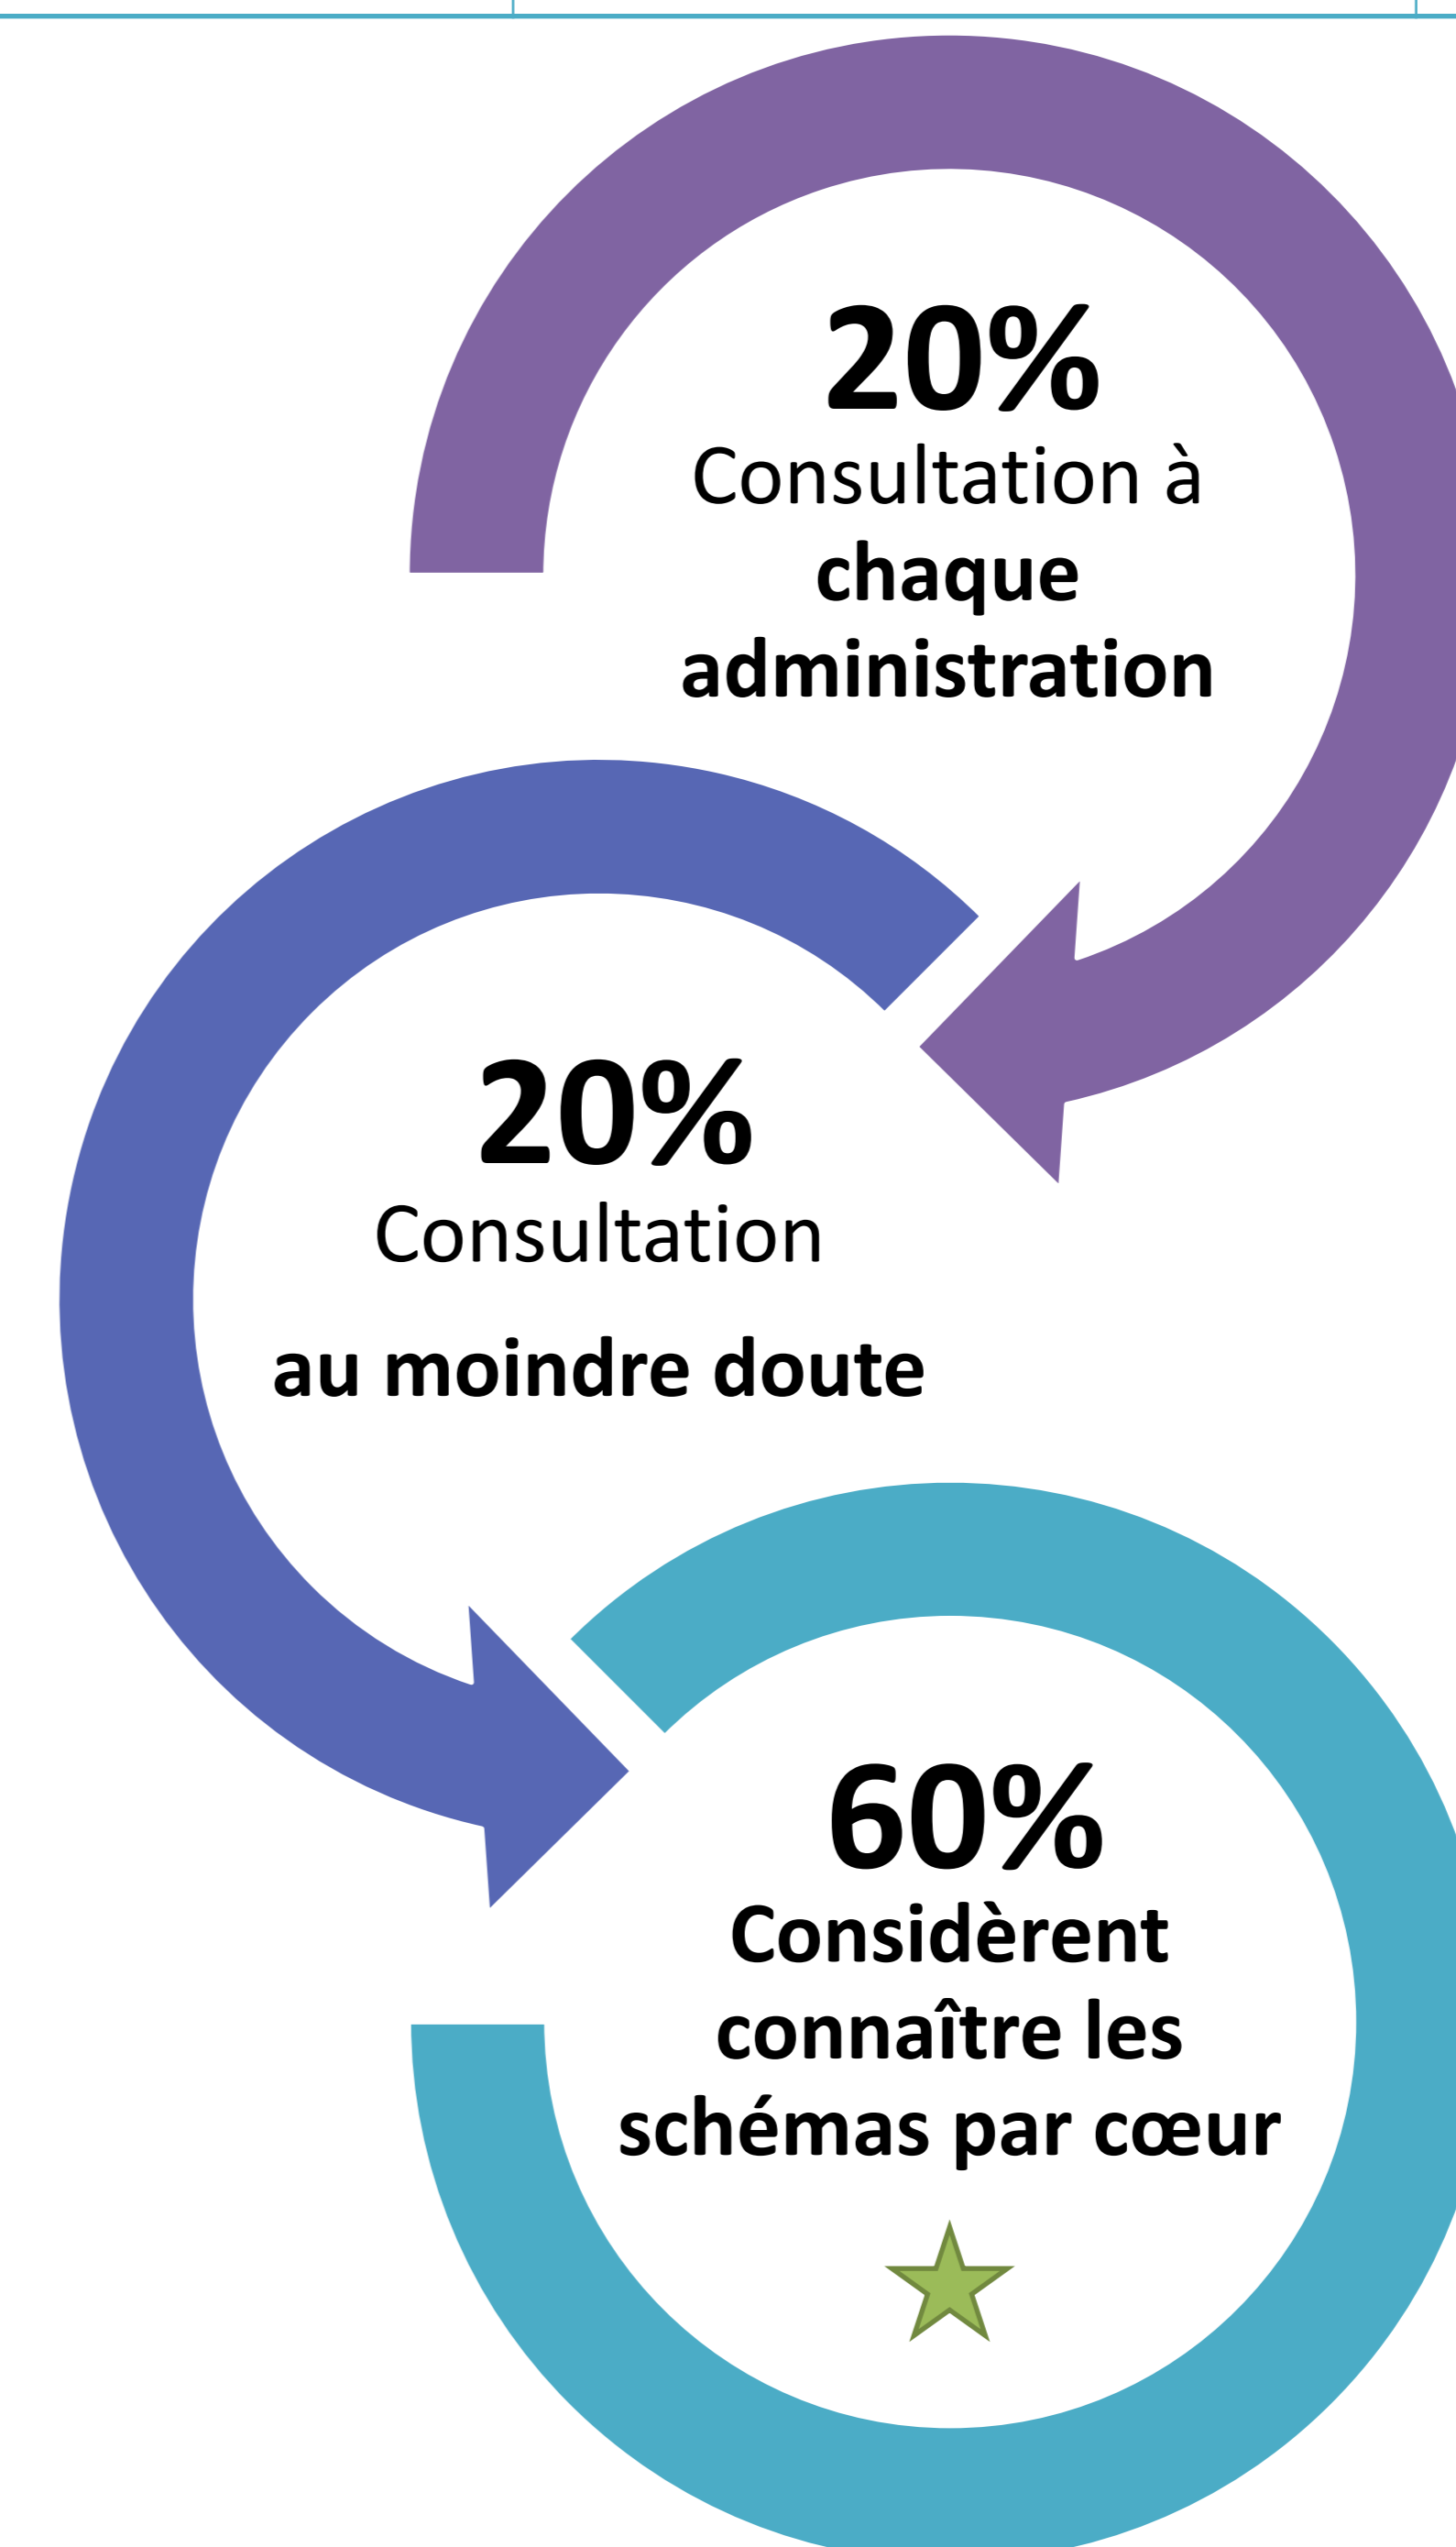 20%
Consultation à
chaque
administration
20%
Consultation
au moindre doute
60%
Considèrent
connaître les
schémas par cœur